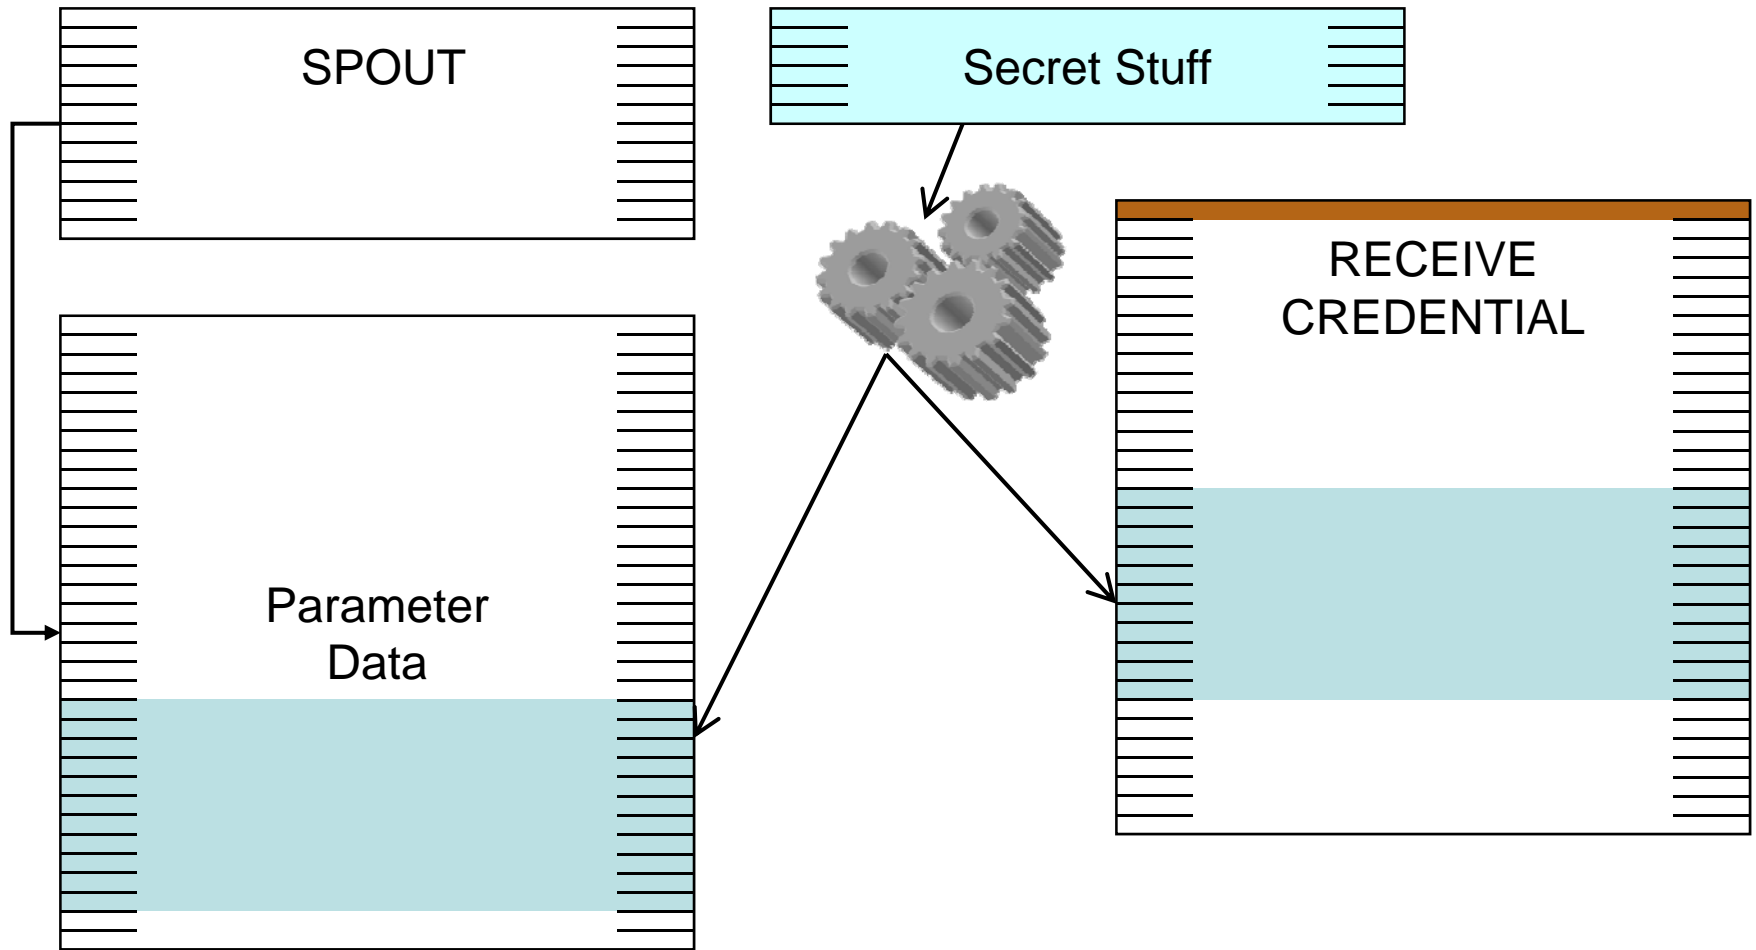 SPOUT
Secret Stuff
RECEIVE
CREDENTIAL
Parameter
Data